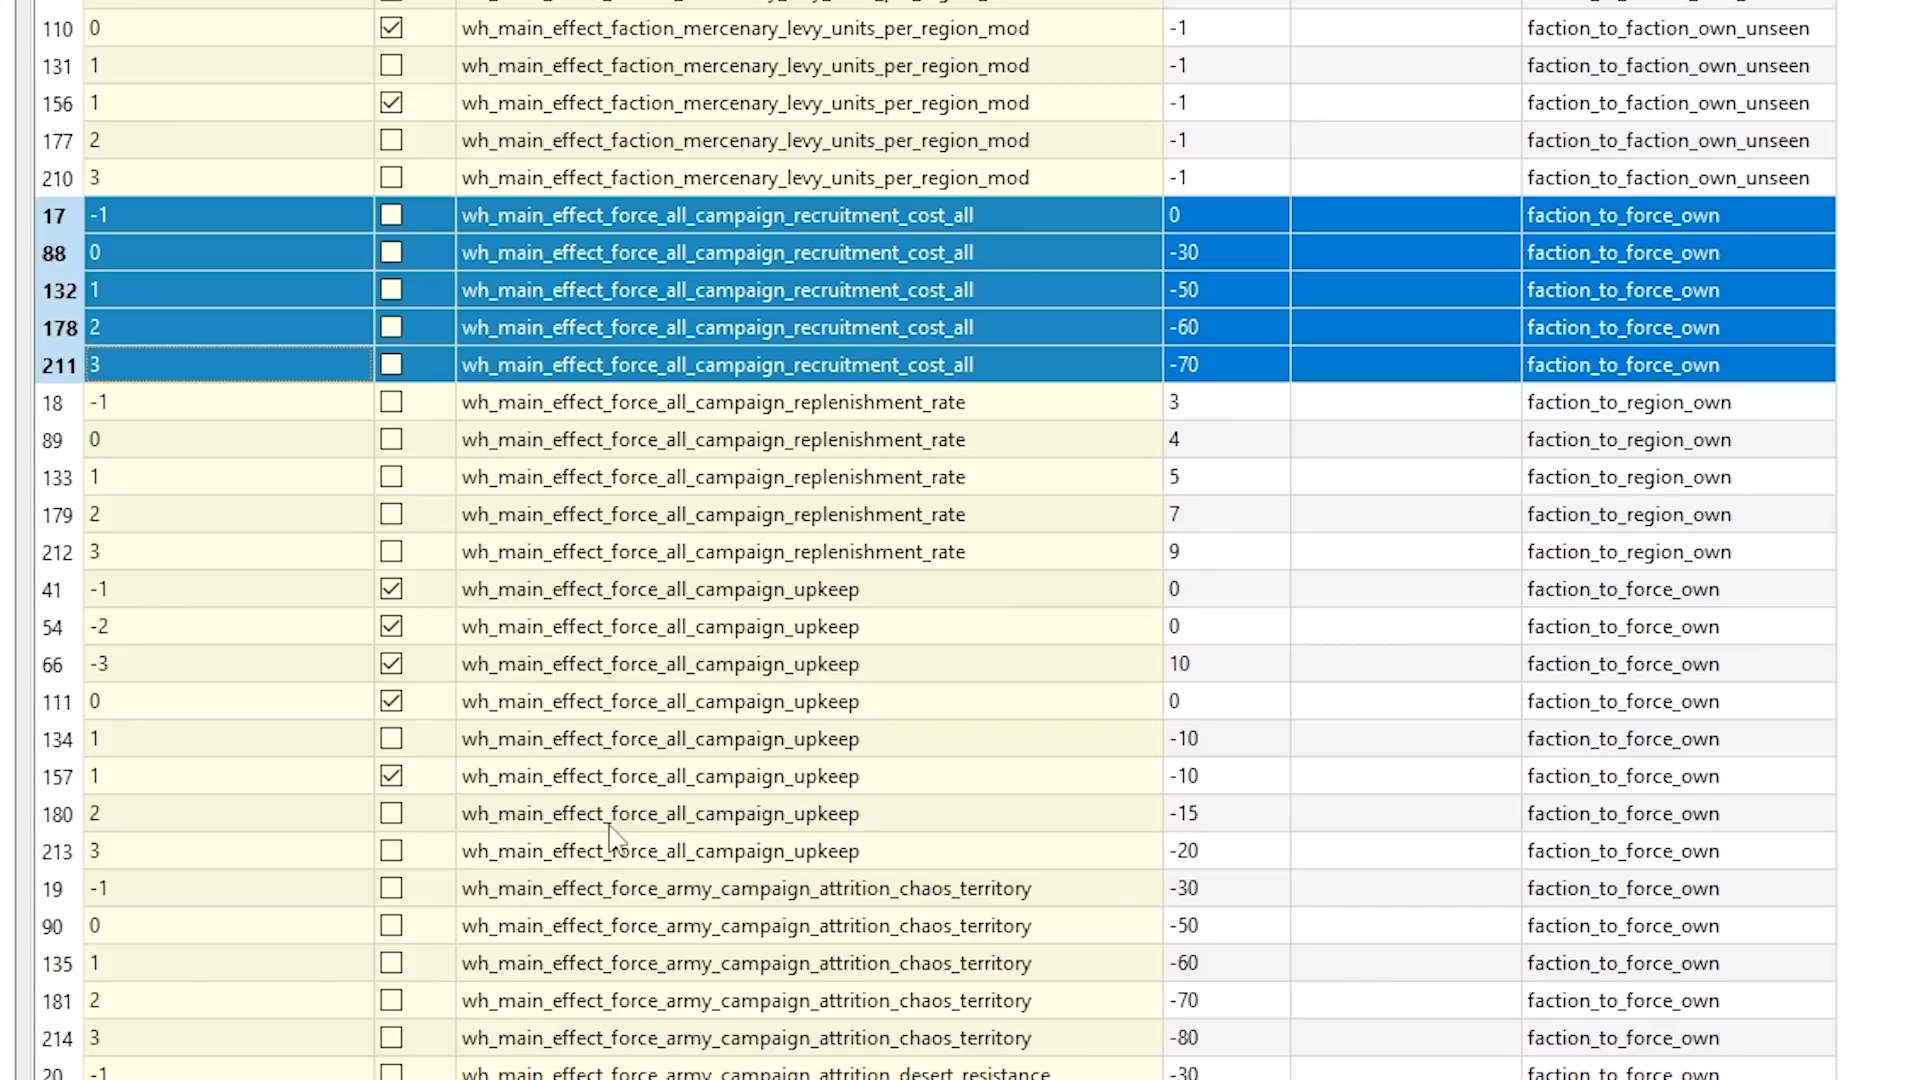 110 0 wh_main_effect_faction_mercenary_levy_units_per_region_mod -1 faction_to_faction_own_unseen
131 1 wh_main_effect_faction_mercenary_levy_units_per_region_mod -1 faction_to_faction_own_unseen
156 1 wh_main_effect_faction_mercenary_levy_units_per_region_mod -1 faction_to_faction_own_unseen
177 2 wh_main_effect_faction_mercenary_levy_units_per_region_mod -1 faction_to_faction_own_unseen
210 3 wh_main_effect_faction_mercenary_levy_units_per_region_mod -1 faction_to_faction_own_unseen
17 -1 wh_main_effect_force_all_campaign_recruitment_cost_all 0 faction_to_force_own
88 0 wh_main_effect_force_all_campaign_recruitment_cost_all -30 faction_to_force_own
132 1 wh_main_effect_force_all_campaign_recruitment_cost_all -50 faction_to_force_own
178 2 wh_main_effect_force_all_campaign_recruitment_cost_all -60 faction_to_force_own
211 3 wh_main_effect_force_all_campaign_recruitment_cost_all -70 faction_to_force_own
18 -1 wh_main_effect_force_all_campaign_replenishment_rate 3 faction_to_region_own
89 0 wh_main_effect_force_all_campaign_replenishment_rate 4 faction_to_region_own
133 1 wh_main_effect_force_all_campaign_replenishment_rate 5 faction_to_region_own
179 2 wh_main_effect_force_all_campaign_replenishment_rate 7 faction_to_region_own
212 3 wh_main_effect_force_all_campaign_replenishment_rate 9 faction_to_region_own
41 -1 wh_main_effect_force_all_campaign_upkeep 0 faction_to_force_own
54 -2 wh_main_effect_force_all_campaign_upkeep 0 faction_to_force_own
66 -3 wh_main_effect_force_all_campaign_upkeep 10 faction_to_force_own
111 0 wh_main_effect_force_all_campaign_upkeep 0 faction_to_force_own
134 1 wh_main_effect_force_all_campaign_upkeep -10 faction_to_force_own
157 1 wh_main_effect_force_all_campaign_upkeep -10 faction_to_force_own
180 2 wh_main_effect_force_all_campaign_upkeep -15 faction_to_force_own
213 3 wh_main_effect_force_all_campaign_upkeep -20 faction_to_force_own
19 -1 wh_main_effect_force_army_campaign_attrition_chaos_territory -30 faction_to_force_own
90 0 wh_main_effect_force_army_campaign_attrition_chaos_territory -50 faction_to_force_own
135 1 wh_main_effect_force_army_campaign_attrition_chaos_territory -60 faction_to_force_own
181 2 wh_main_effect_force_army_campaign_attrition_chaos_territory -70 faction_to_force_own
214 3 wh_main_effect_force_army_campaign_attrition_chaos_territory -80 faction_to_force_own
20 -1 wh_main_effect_force_army_campaign_attrition_desert_resistance -30 faction_to_force_own